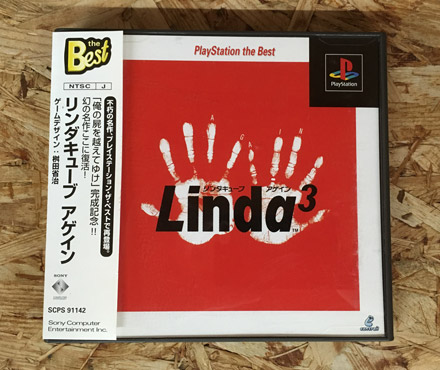 the
Best
NTSC J
不朽の名作、プレイステーション・ザ・ベストで再登場。
「俺の屍を越えてゆけ」完成記念!!
幻の名作ここに復活!
リンダキューブ アゲイン
ゲームデザイン:桝田省治
SONY
SCPS 91142
Sony Computer
Entertainment Inc.
PlayStation the Best
PlayStation
AGAIN
リンダキューブ アゲイン
Linda³
TM